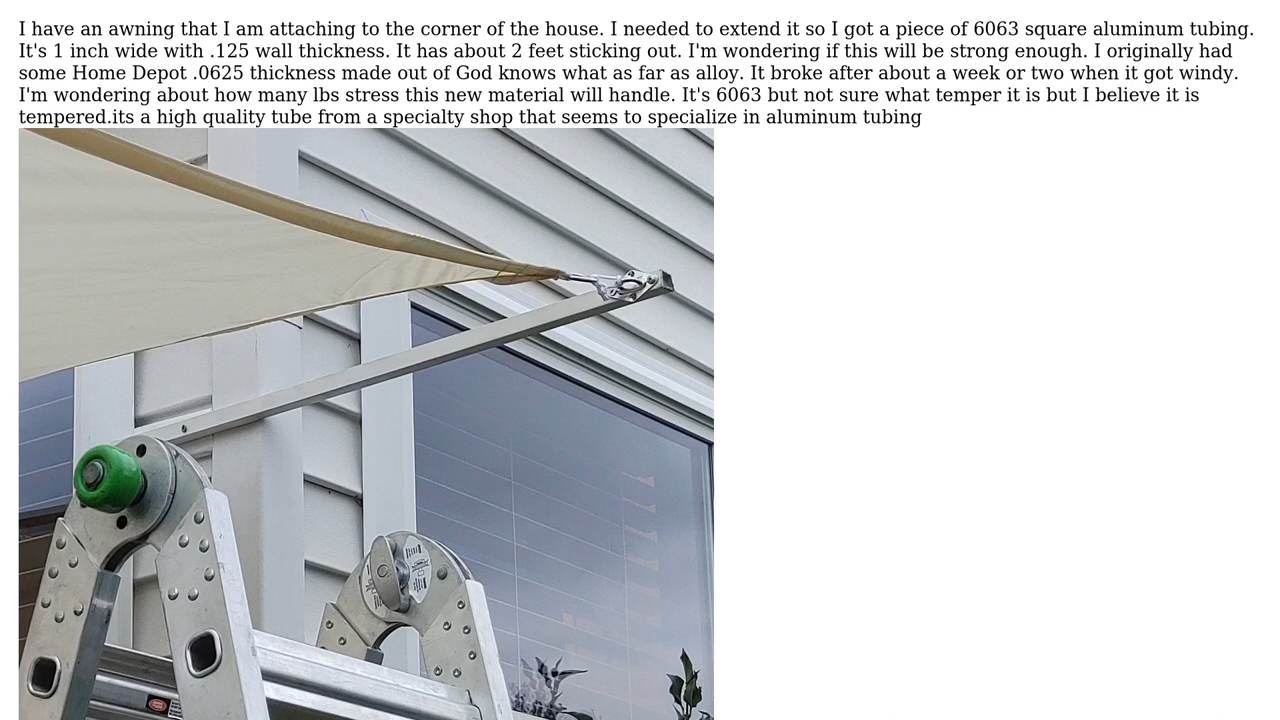 I have an awning that I am attaching to the corner of the house. I needed to extend it so I got a piece of 6063 square aluminum tubing.
It's 1 inch wide with .125 wall thickness. It has about 2 feet sticking out. I'm wondering if this will be strong enough. I originally had
some Home Depot .0625 thickness made out of God knows what as far as alloy. It broke after about a week or two when it got windy.
I'm wondering about how many lbs stress this new material will handle. It's 6063 but not sure what temper it is but I believe it is
tempered.its a high quality tube from a specialty shop that seems to specialize in aluminum tubing